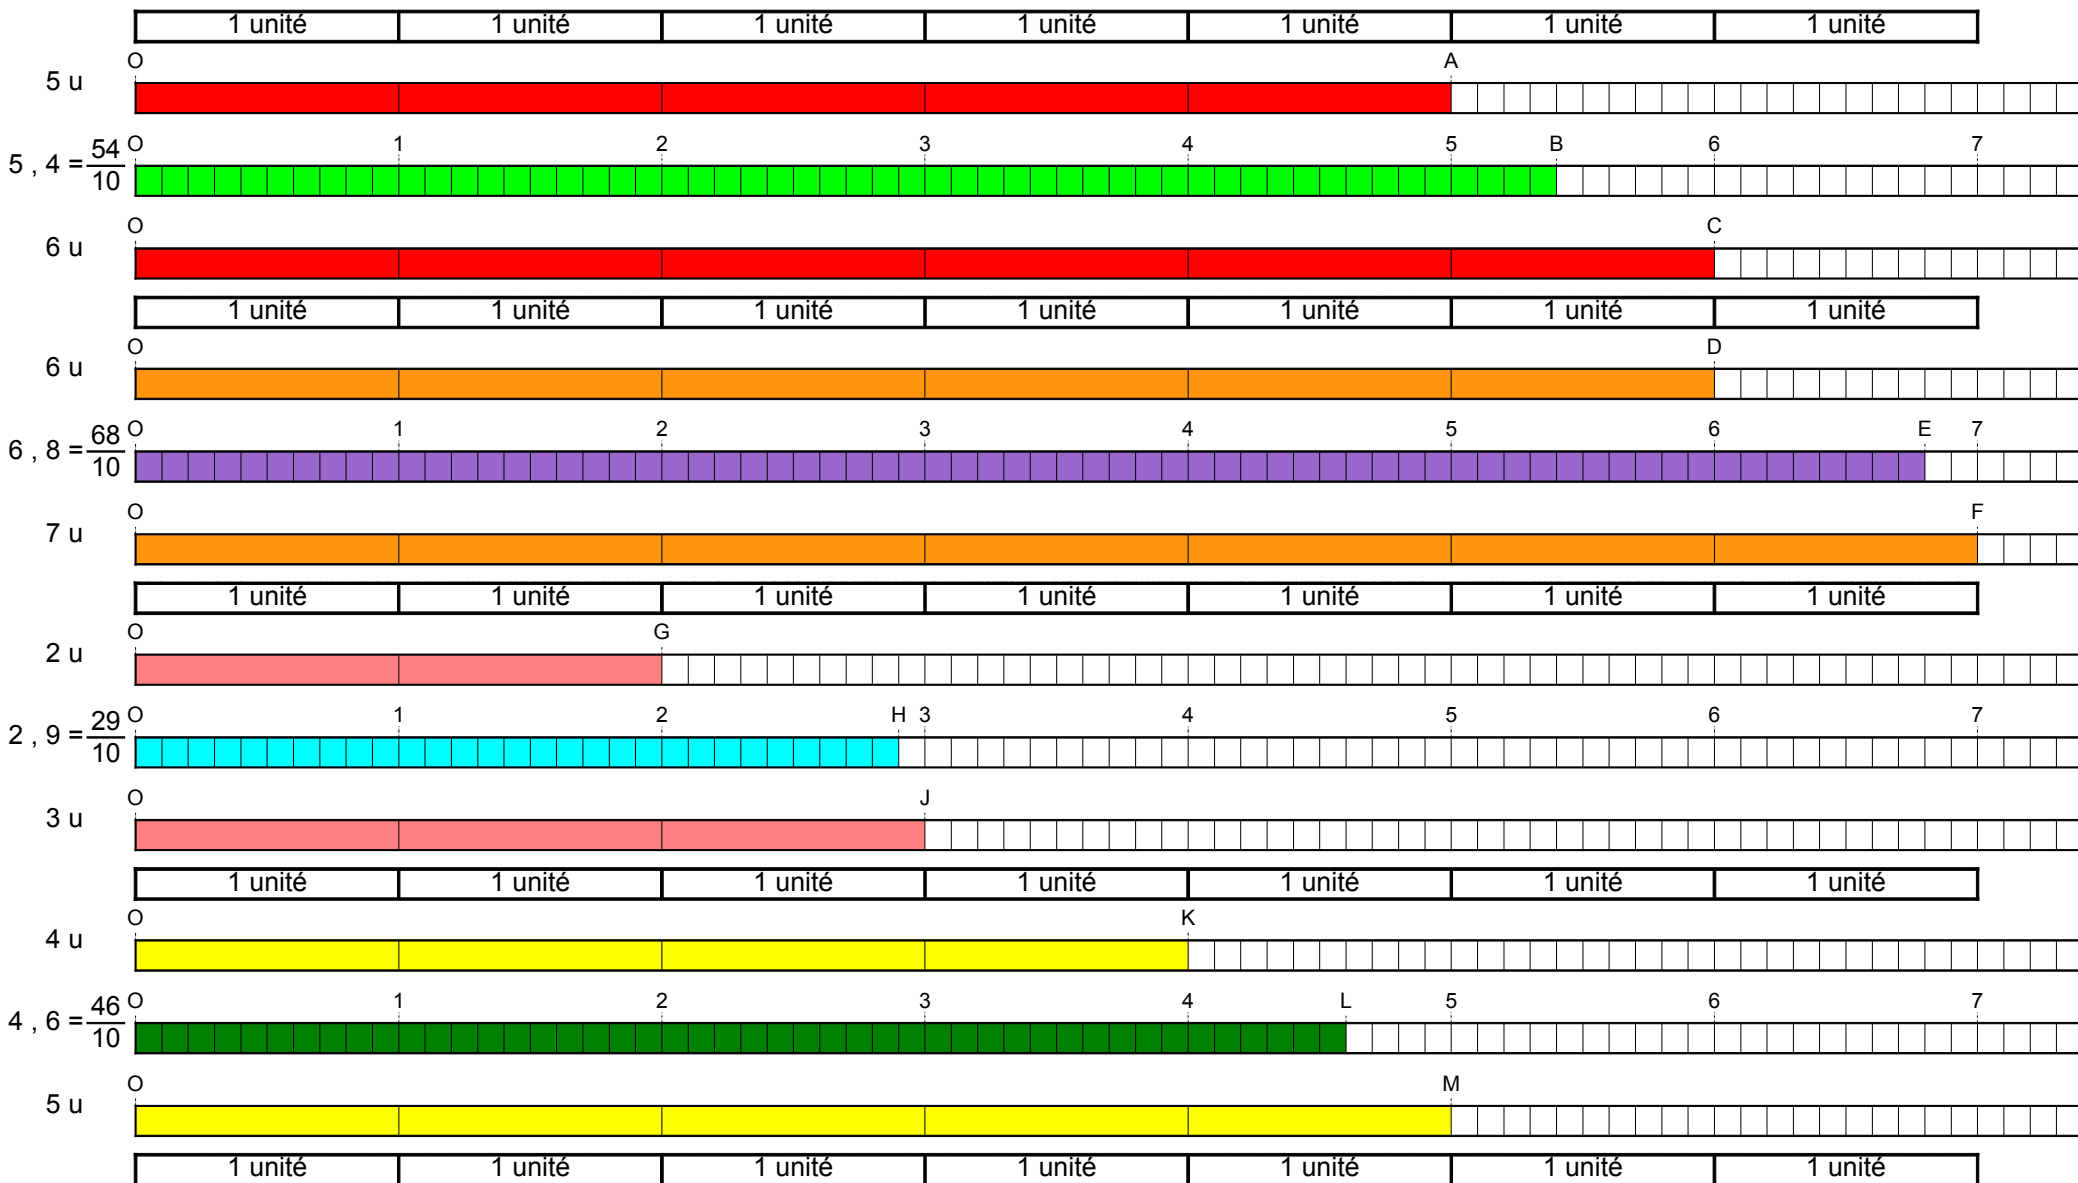 1 unité 1 unité 1 unité 1 unité 1 unité 1 unité 1 unité
O A
5 u
O 1 2 3 4 5 B 6 7
5 , 4 = 54/10
O C
6 u
1 unité 1 unité 1 unité 1 unité 1 unité 1 unité 1 unité
O D
6 u
O 1 2 3 4 5 6 E 7
6 , 8 = 68/10
O F
7 u
1 unité 1 unité 1 unité 1 unité 1 unité 1 unité 1 unité
O G
2 u
O 1 2 H 3 4 5 6 7
2 , 9 = 29/10
O J
3 u
1 unité 1 unité 1 unité 1 unité 1 unité 1 unité 1 unité
O K
4 u
O 1 2 3 4 L 5 6 7
4 , 6 = 46/10
O M
5 u
1 unité 1 unité 1 unité 1 unité 1 unité 1 unité 1 unité